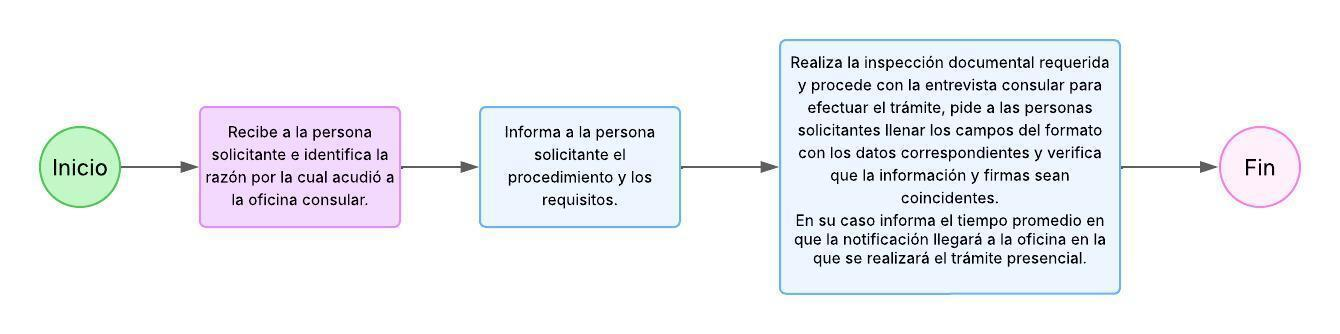 Inicio
Recibe a la persona
solicitante e identifica la
razón por la cual acudió a
la oficina consular.
Informa a la persona
solicitante el
procedimiento y los
requisitos.
Realiza la inspección documental requerida
y procede con la entrevista consular para
efectuar el trámite, pide a las personas
solicitantes llenar los campos del formato
con los datos correspondientes y verifica
que la información y firmas sean
coincidentes.
En su caso informa el tiempo promedio en
que la notificación llegará a la oficina en la
que se realizará el trámite presencial.
Fin